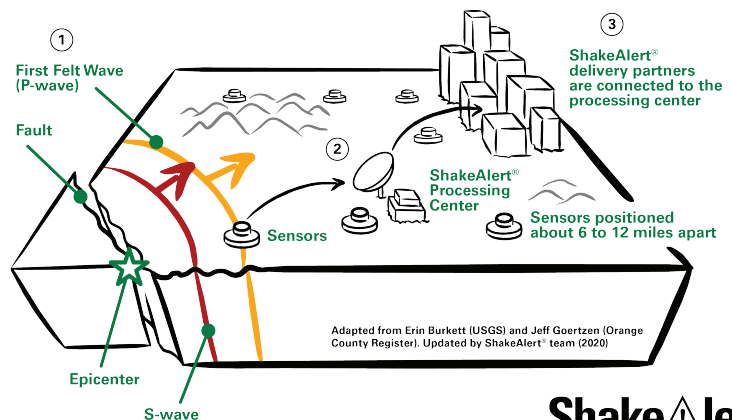 1
First Felt Wave
(P-wave)
Fault
2
3
ShakeAlert®
delivery partners
are connected to the
processing center
ShakeAlert®
Processing
Center
Sensors
Sensors positioned
about 6 to 12 miles apart
Adapted from Erin Burkett (USGS) and Jeff Goertzen (Orange
County Register). Updated by ShakeAlert® team (2020)
Epicenter
S-wave